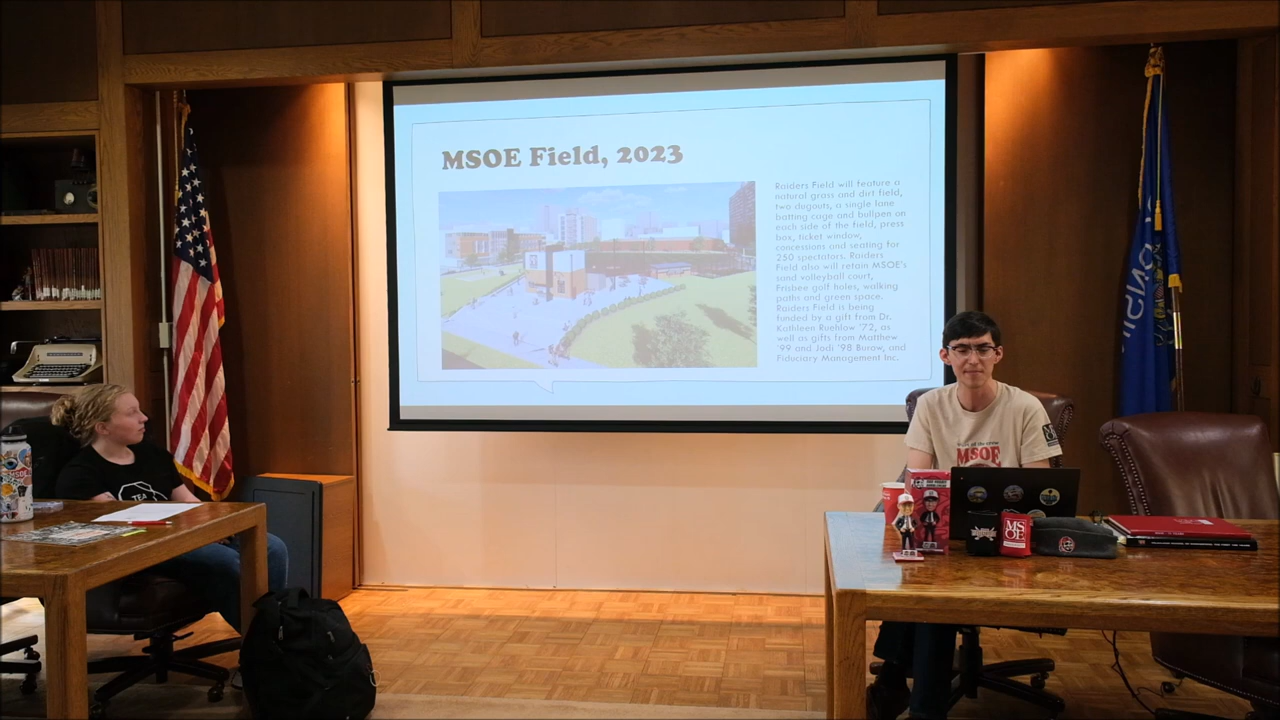 MSOE Field, 2023
Raiders Field will feature a
natural grass and dirt field,
two dugouts, a single lane
batting cage and bullpen on
each side of the field, press
box, ticket window,
concessions and seating for
250 spectators. Raiders
Field also will retain MSOE's
sand volleyball court,
Frisbee golf holes, walking
paths and green space.
Raiders Field is being
funded by a gift from Dr.
Kathleen Ruehlow '72, as
well as gifts from Matthew
'99 and Jodi '98 Burow, and
Fiduciary Management Inc.
MSOE
TEA
MSOE
MS
OE